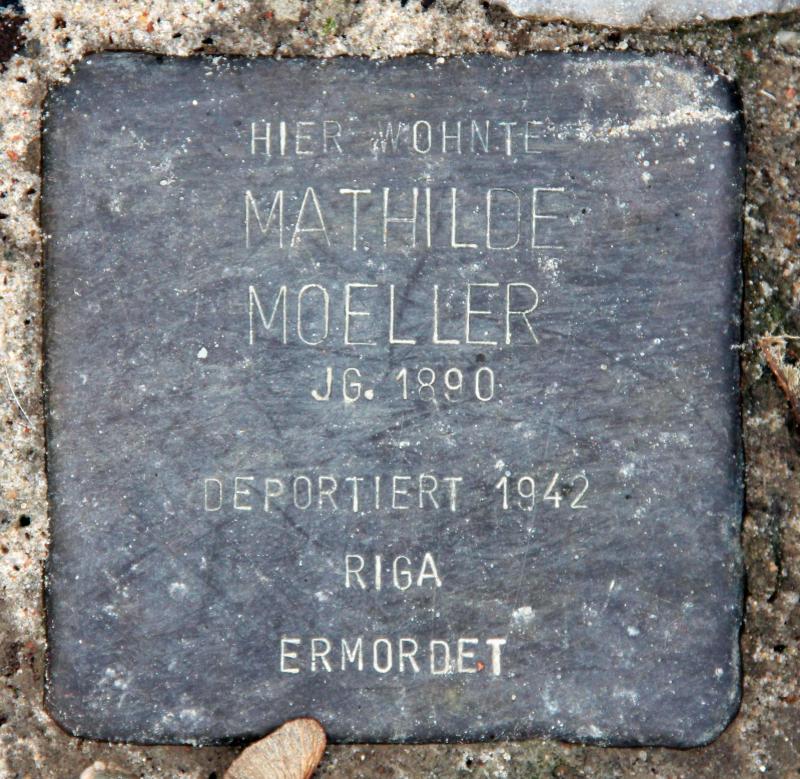 HIER WOHNTE
MATHILDE
MOELLER
JG. 1890
DEPORTIERT 1942
RIGA
ERMORDET